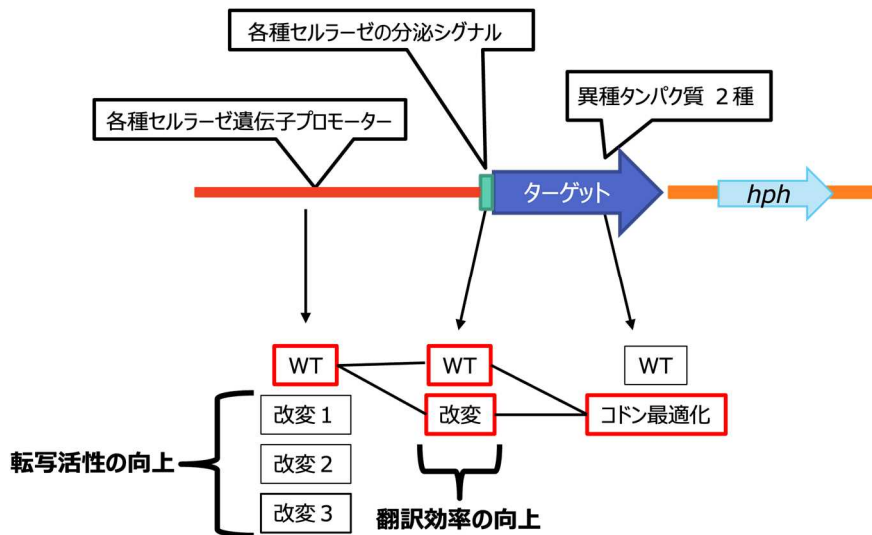 各種セルラーゼの分泌シグナル
異種タンパク質 2種
各種セルラーゼ遺伝子プロモーター
ターゲット
hph
WT
WT
WT
改変1
改変
コドン最適化
転写活性の向上
改変2
改変3
翻訳効率の向上